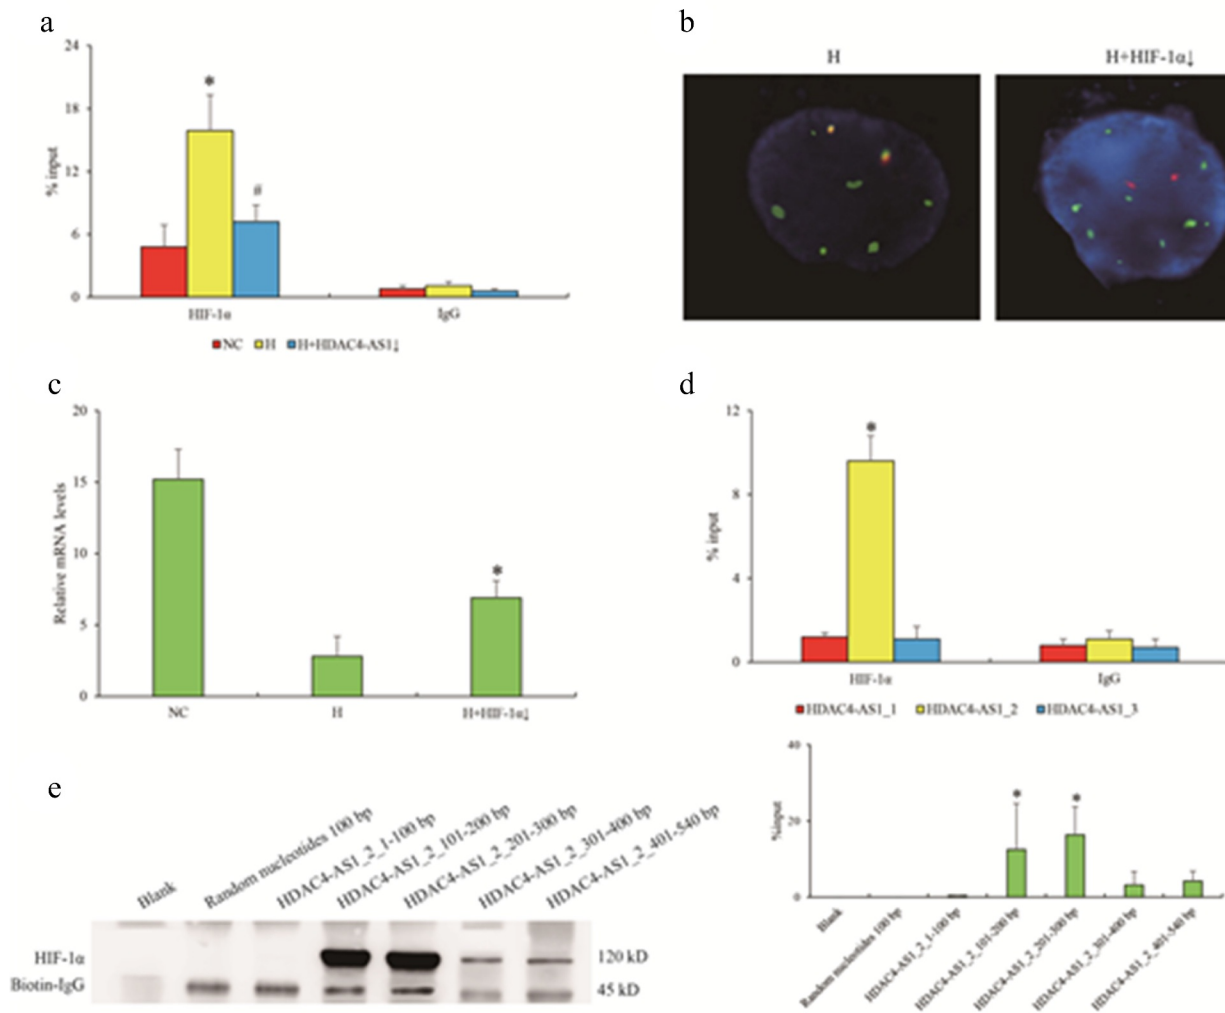 a
24
18
12
6
0
% input
*
#
HIF-1α
IgG
NC H H+HDAC4-AS1↓
b
H
H+HIF-1α↓
c
20
15
10
5
0
Relative mRNA levels
*
NC
H
H+HIF-1α↓
d
12
8
4
0
% input
*
HIF-1α
IgG
HDAC4-AS1_1 HDAC4-AS1_2 HDAC4-AS1_3
e
Blank
Random nucleotides 100 bp
HDAC4-AS1_2_1-100 bp
HDAC4-AS1_2_101-200 bp
HDAC4-AS1_2_201-300 bp
HDAC4-AS1_2_301-400 bp
HDAC4-AS1_2_401-540 bp
HIF-1α
120 kD
Biotin-IgG
45 kD
40
20
0
%input
*
*
Blank
Random nucleotides 100 bp
HDAC4-AS1_2_1-100 bp
HDAC4-AS1_2_101-200 bp
HDAC4-AS1_2_201-300 bp
HDAC4-AS1_2_301-400 bp
HDAC4-AS1_2_401-540 bp